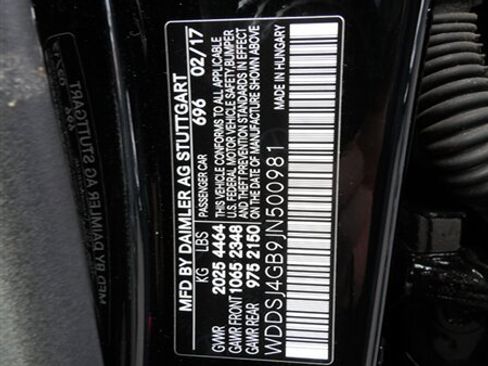 MFD BY DAIMLER AG STUTTGART
KG LBS PASSENGER CAR 696 02/17
GVWR 2025 4464 THIS VEHICLE CONFORMS TO ALL APPLICABLE
GAWR FRONT 1065 2348 U.S. FEDERAL MOTOR VEHICLE SAFETY, BUMPER
GAWR REAR 975 2150 AND THEFT PREVENTION STANDARDS IN EFFECT
ON THE DATE OF MANUFACTURE SHOWN ABOVE
WDDSJ4GB9JN500981 MADE IN HUNGARY
DAIMLER AG STUTTGART